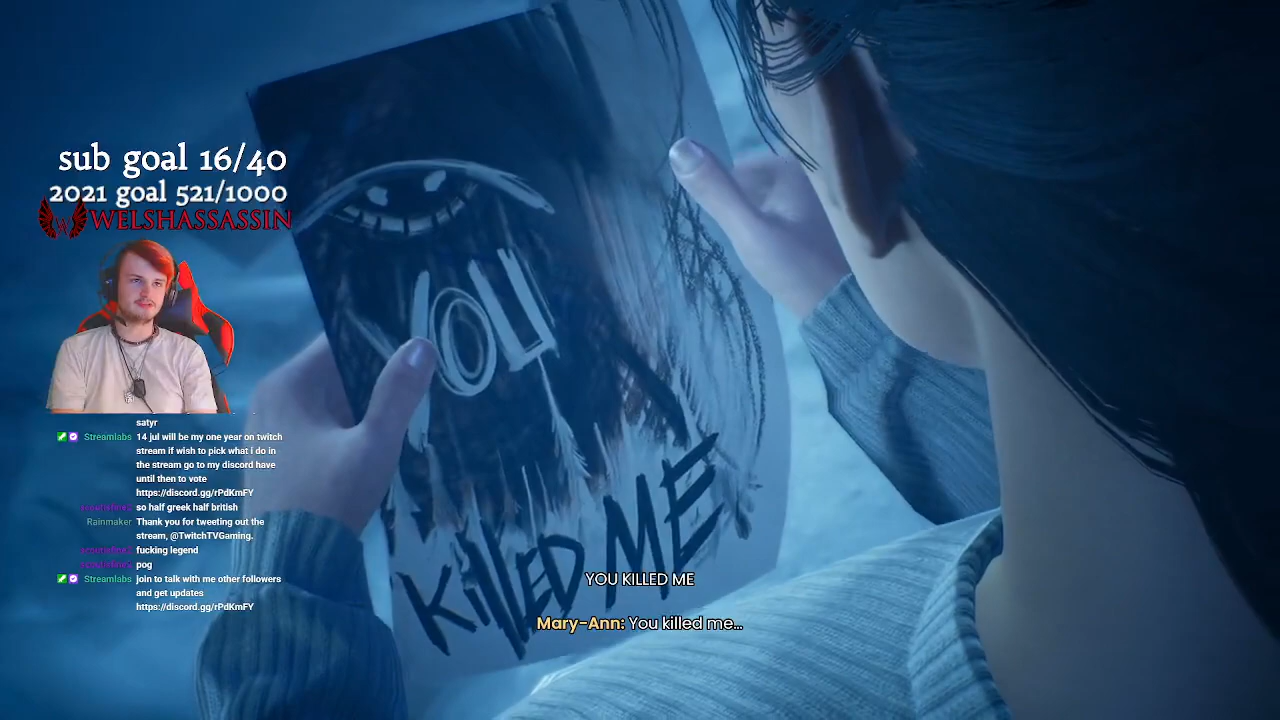 sub goal 16/40
2021 goal 521/1000
WELSHASSASSIN
satyr
Streamlabs 14 jul will be my one year on twitch
stream if wish to pick what i do in
the stream go to my discord have
until then to vote
https://discord.gg/rPdKmFY
scoutisfine2 so half greek half british
Rainmaker Thank you for tweeting out the
stream, @TwitchTVGaming.
scoutisfine2 fucking legend
scoutisfine2 pog
Streamlabs join to talk with me other followers
and get updates
https://discord.gg/rPdKmFY
YOU
KillED ME
YOU KILLED ME
Mary-Ann: You killed me...